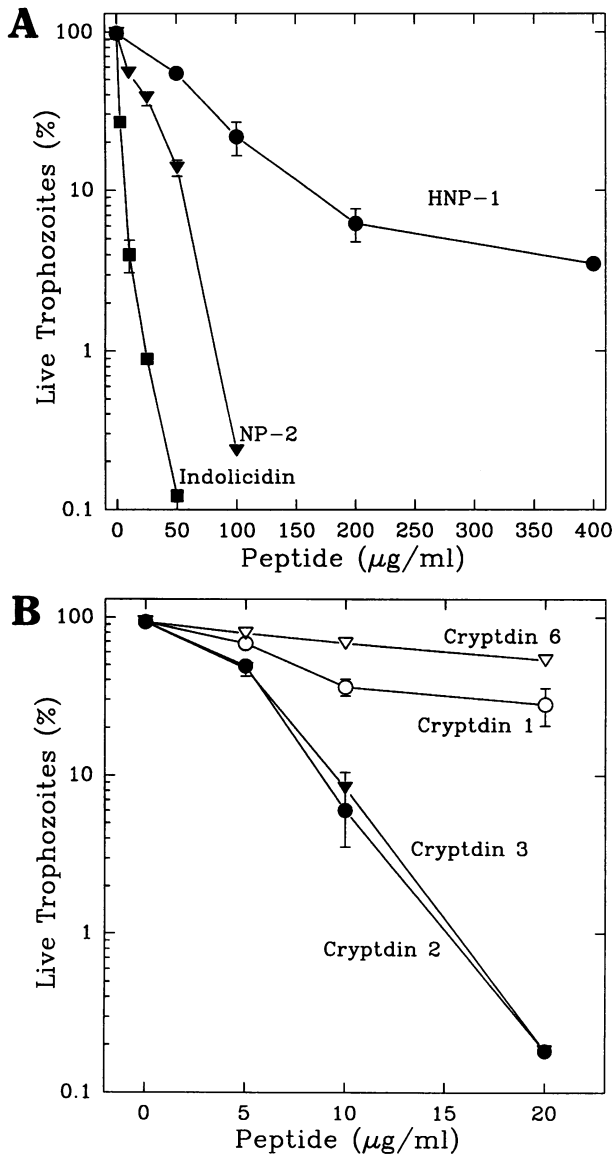 A
100
10
1
0.1
Live Trophozoites (%)
HNP-1
NP-2
Indolicidin
0 50 100 150 200 250 300 350 400
Peptide (μg/ml)
B
100
10
1
0.1
Live Trophozoites (%)
Cryptdin 6
Cryptdin 1
Cryptdin 3
Cryptdin 2
0 5 10 15 20
Peptide (μg/ml)